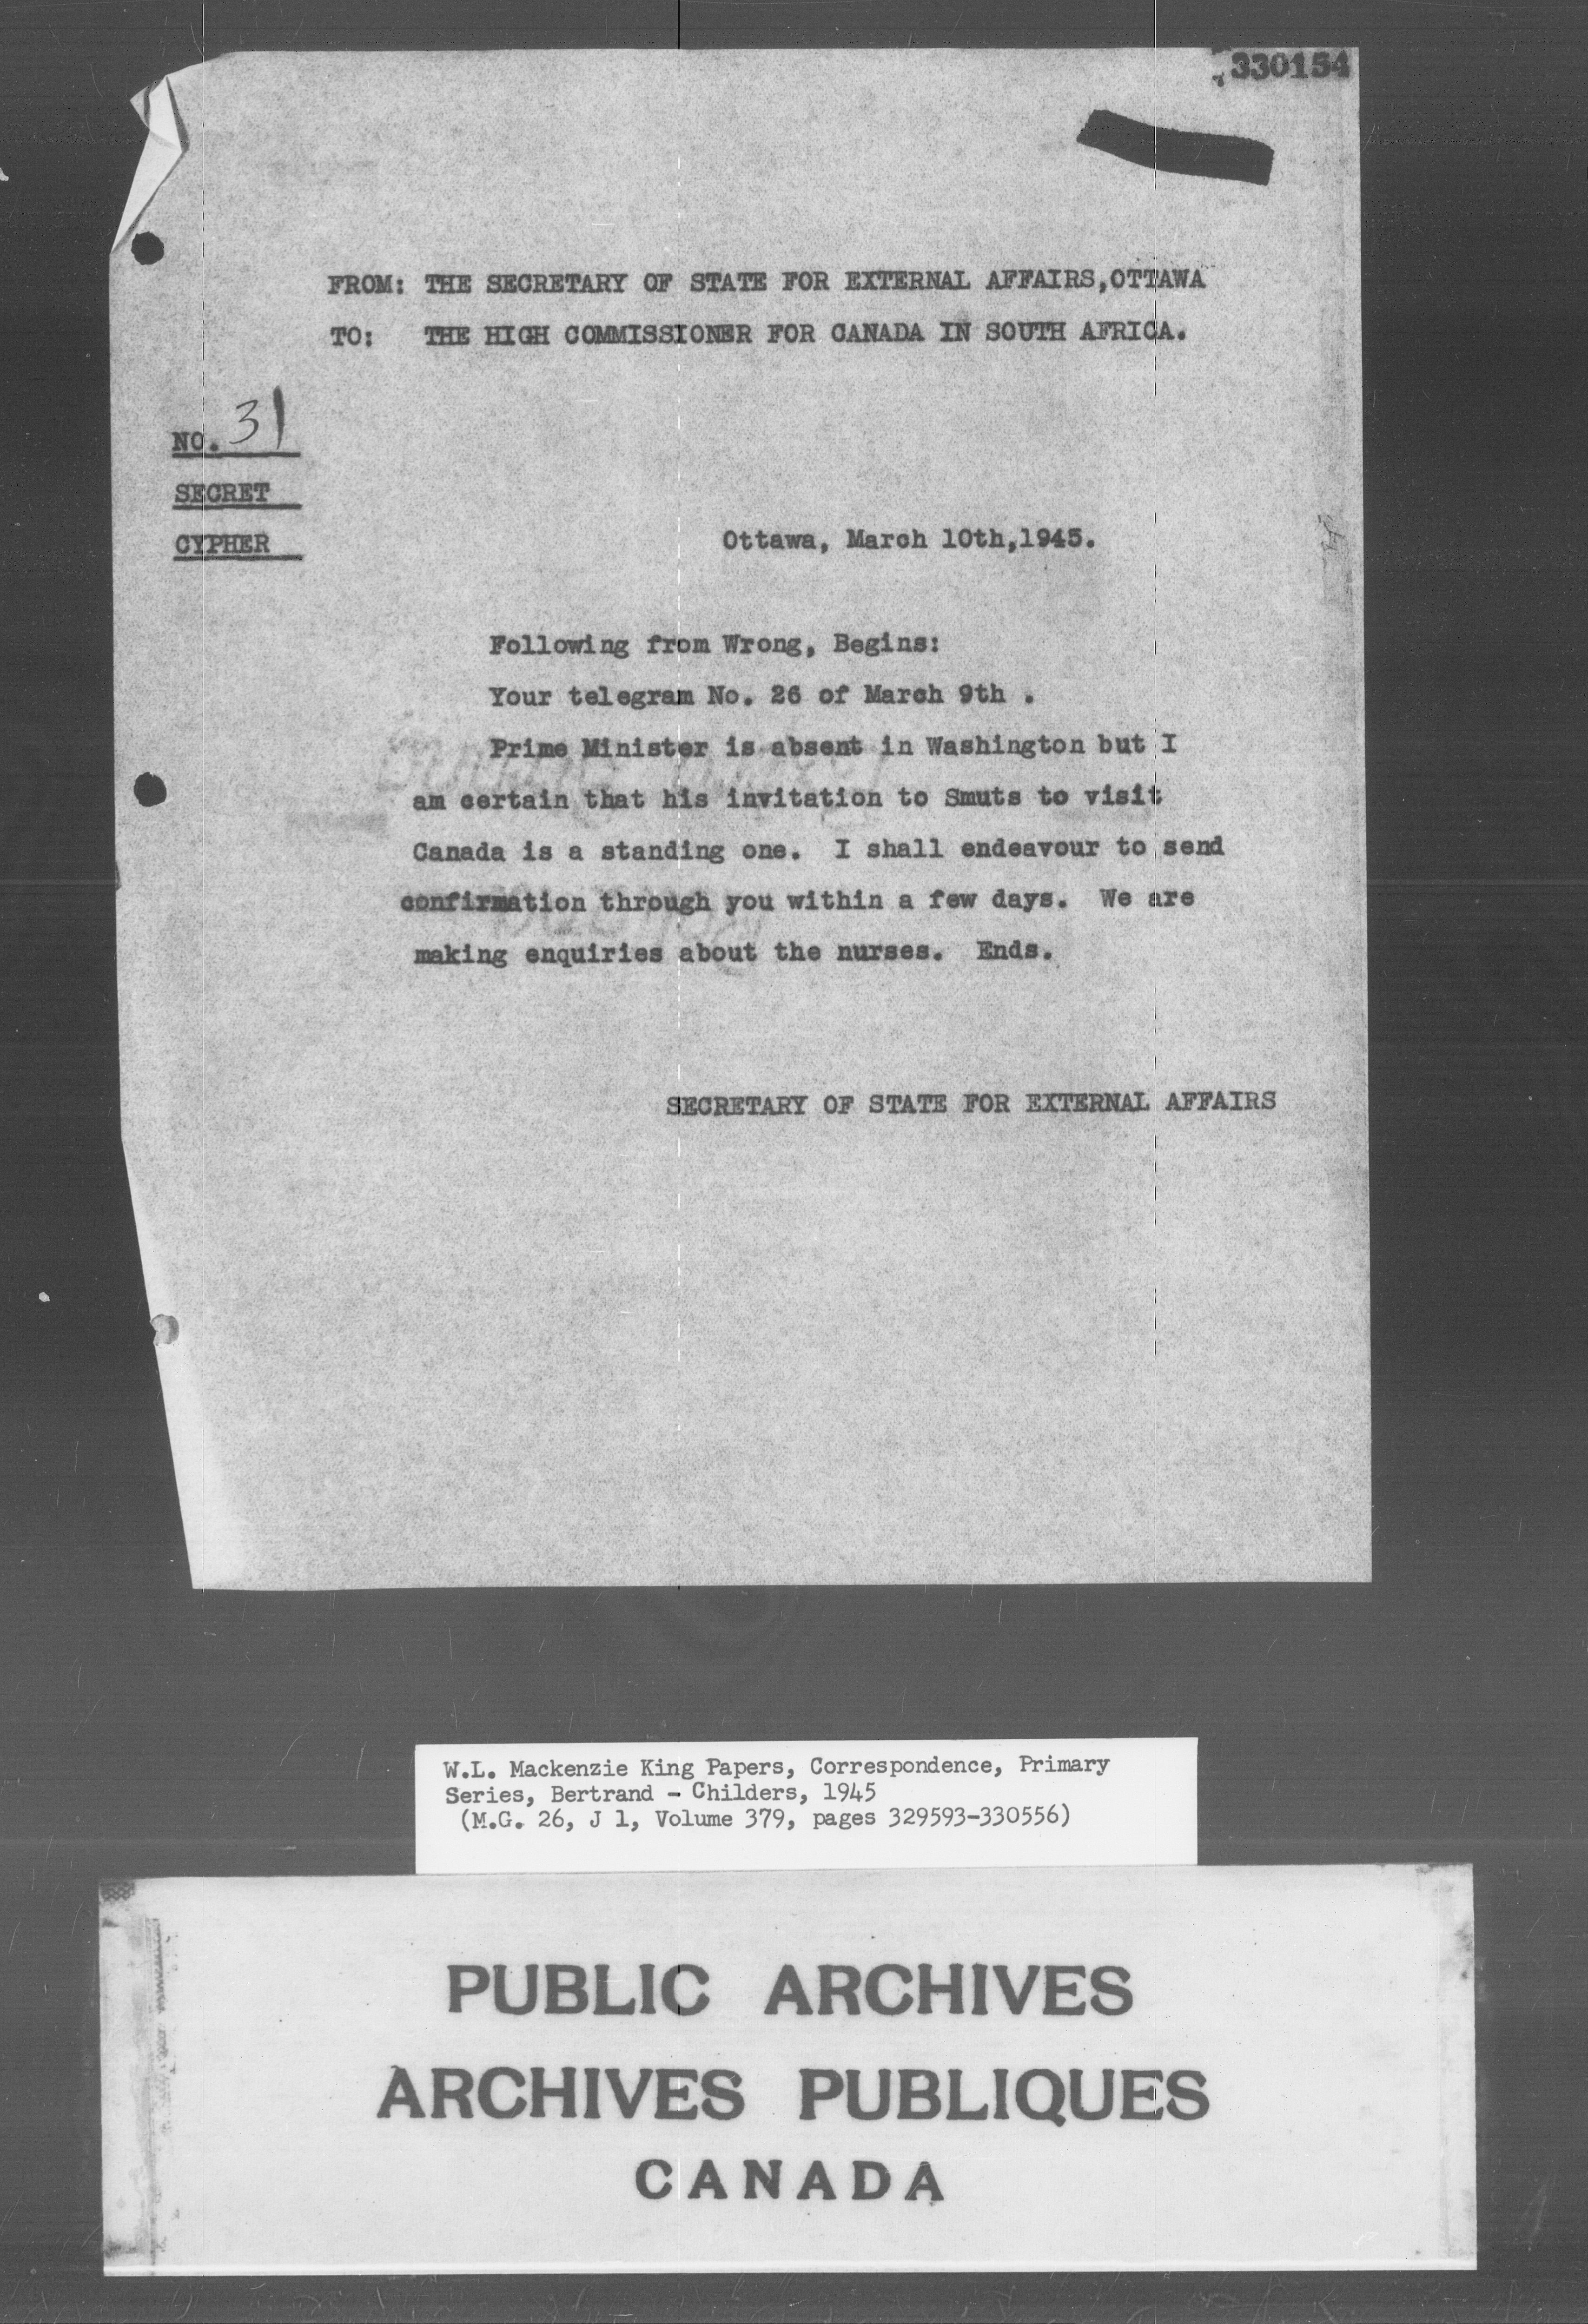 330154
FROM: THE SECRETARY OF STATE FOR EXTERNAL AFFAIRS,OTTAWA
TO: THE HIGH COMMISSIONER FOR CANADA IN SOUTH AFRICA.
NO. 31
SECRET
CYPHER
Ottawa, March 10th,1945.
Following from Wrong, Begins:
Your telegram No. 26 of March 9th .
Prime Minister is absent in Washington but I
am certain that his invitation to Smuts to visit
Canada is a standing one. I shall endeavour to send
confirmation through you within a few days. We are
making enquiries about the nurses. Ends.
SECRETARY OF STATE FOR EXTERNAL AFFAIRS
W.L. Mackenzie King Papers, Correspondence, Primary
Series, Bertrand - Childers, 1945
(M.G. 26, J 1, Volume 379, pages 329593-330556)
PUBLIC ARCHIVES
ARCHIVES PUBLIQUES
CANADA